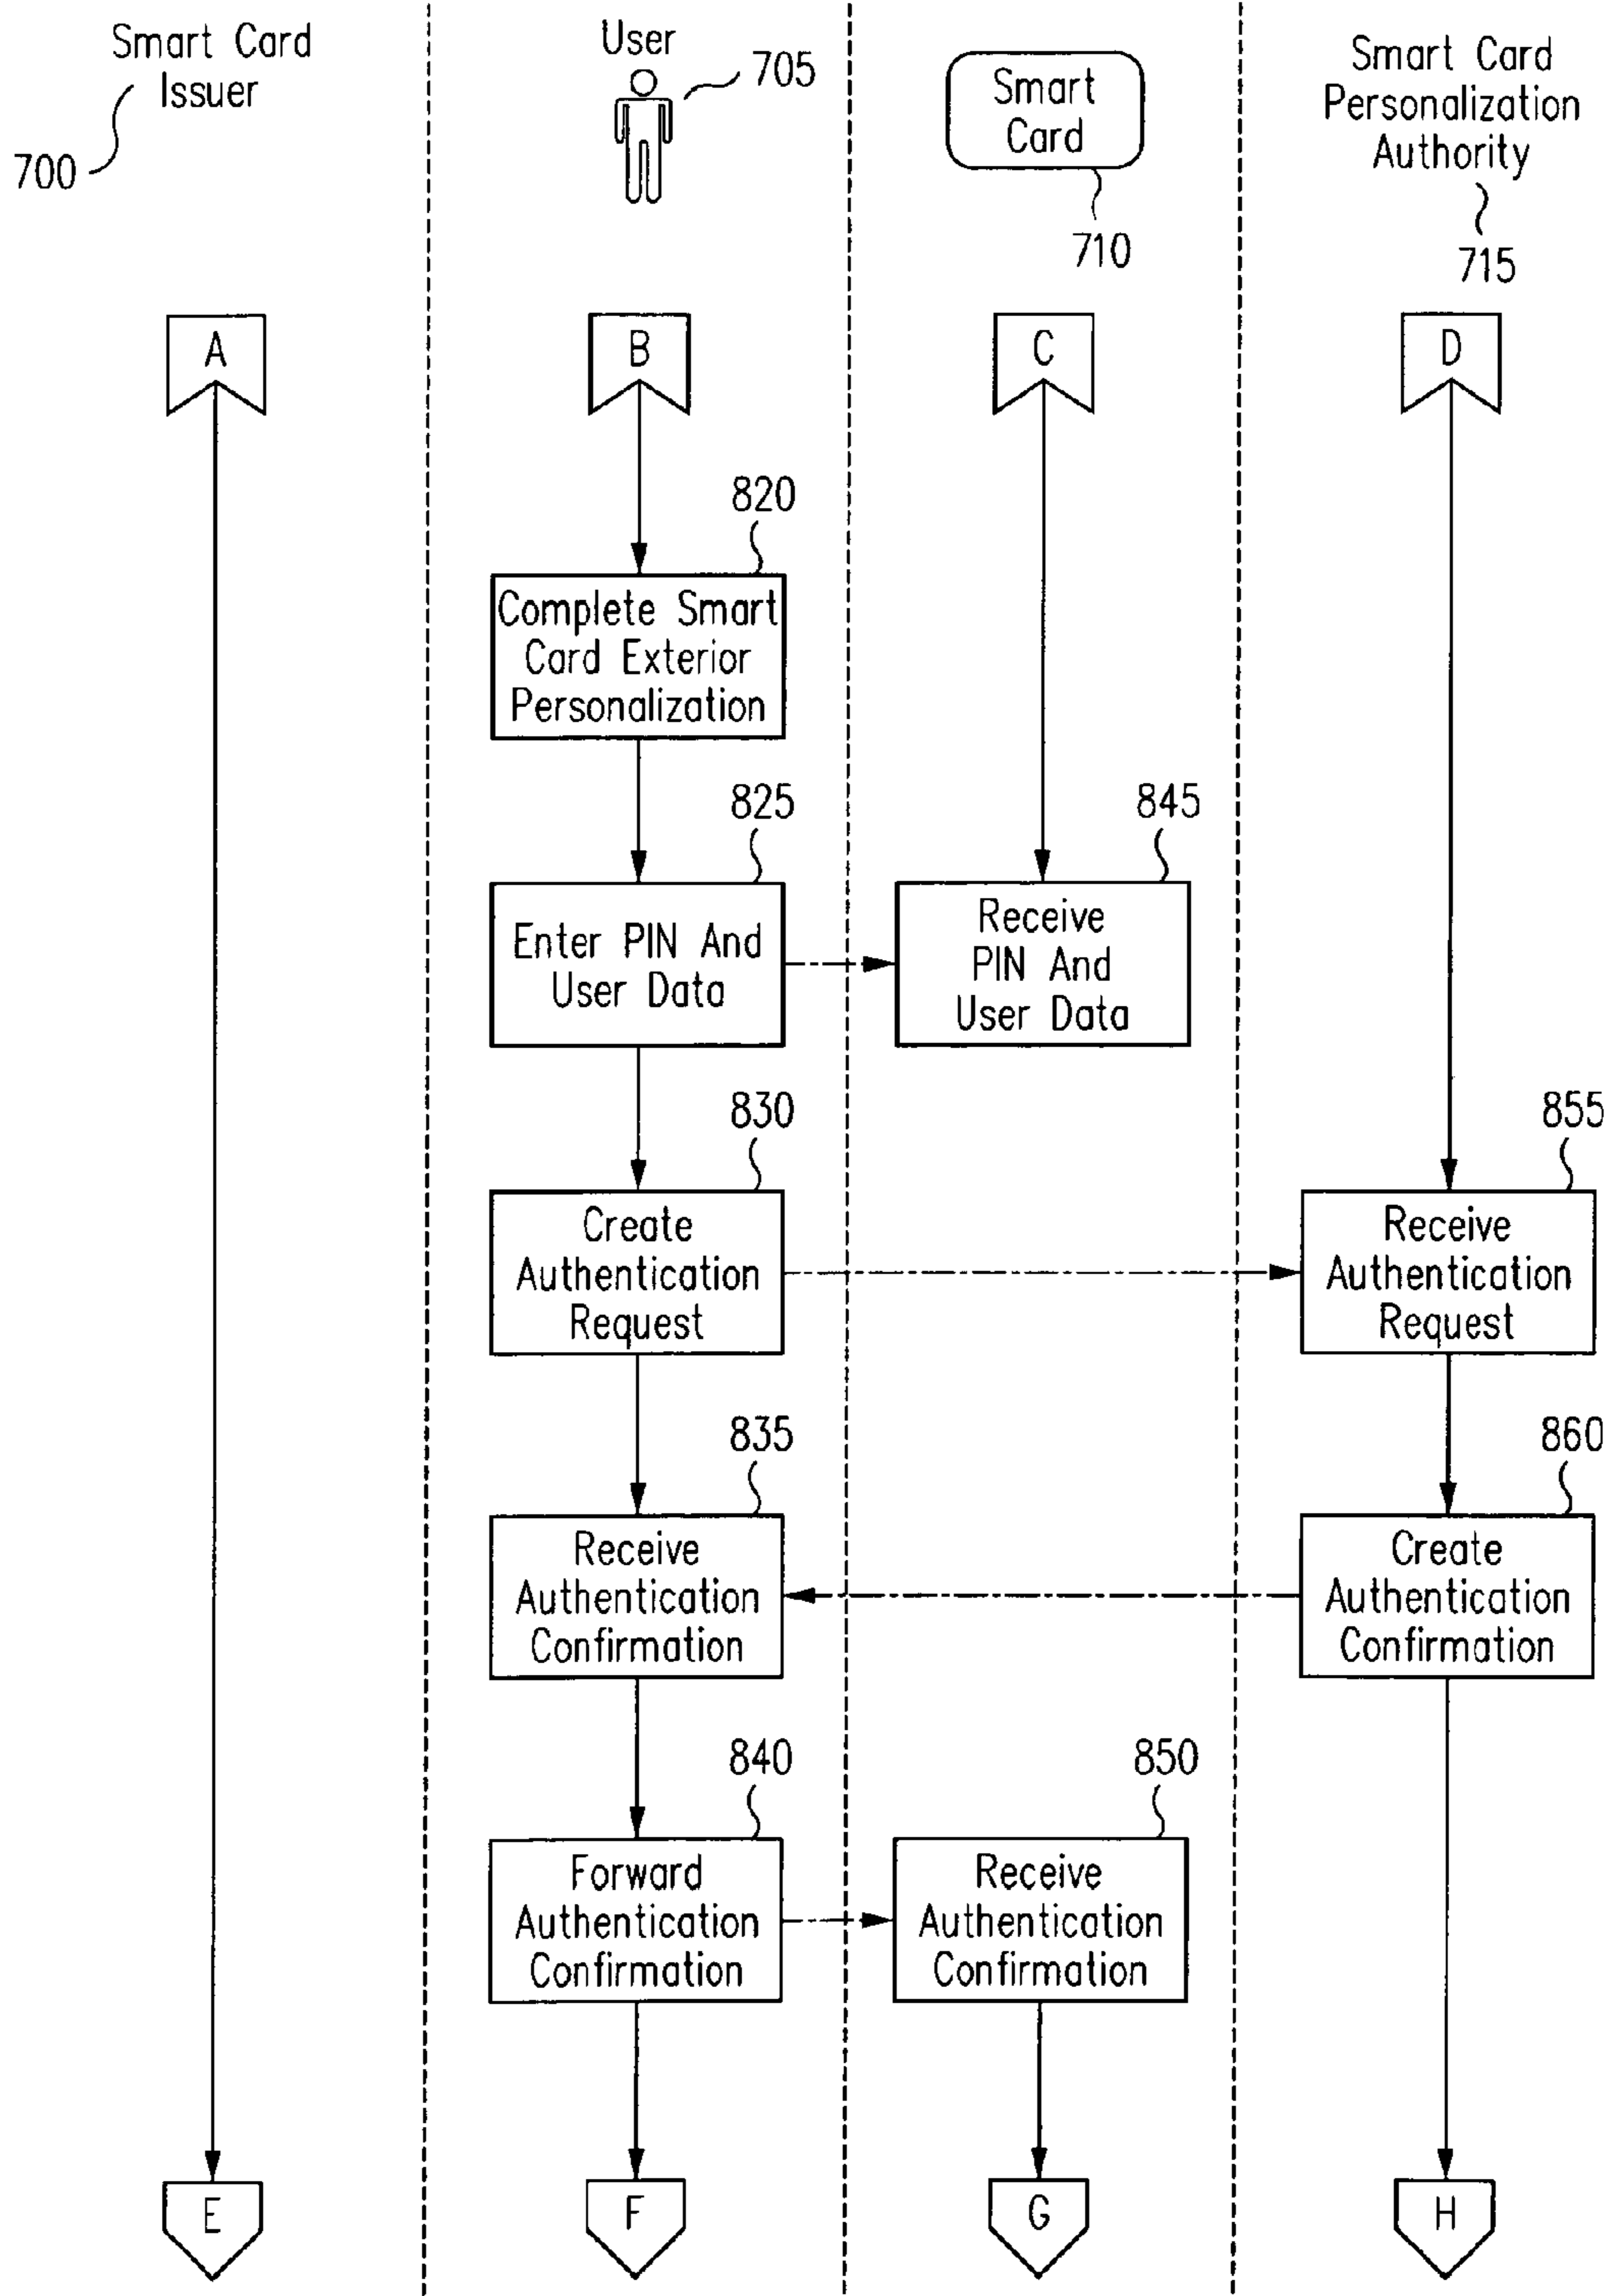 Smart Card
Issuer
700
User
705
Smart
Card
710
Smart Card
Personalization
Authority
715
A
B
C
D
820
Complete Smart
Card Exterior
Personalization
825
Enter PIN And
User Data
845
Receive
PIN And
User Data
830
Create
Authentication
Request
855
Receive
Authentication
Request
835
Receive
Authentication
Confirmation
860
Create
Authentication
Confirmation
840
Forward
Authentication
Confirmation
850
Receive
Authentication
Confirmation
E
F
G
H